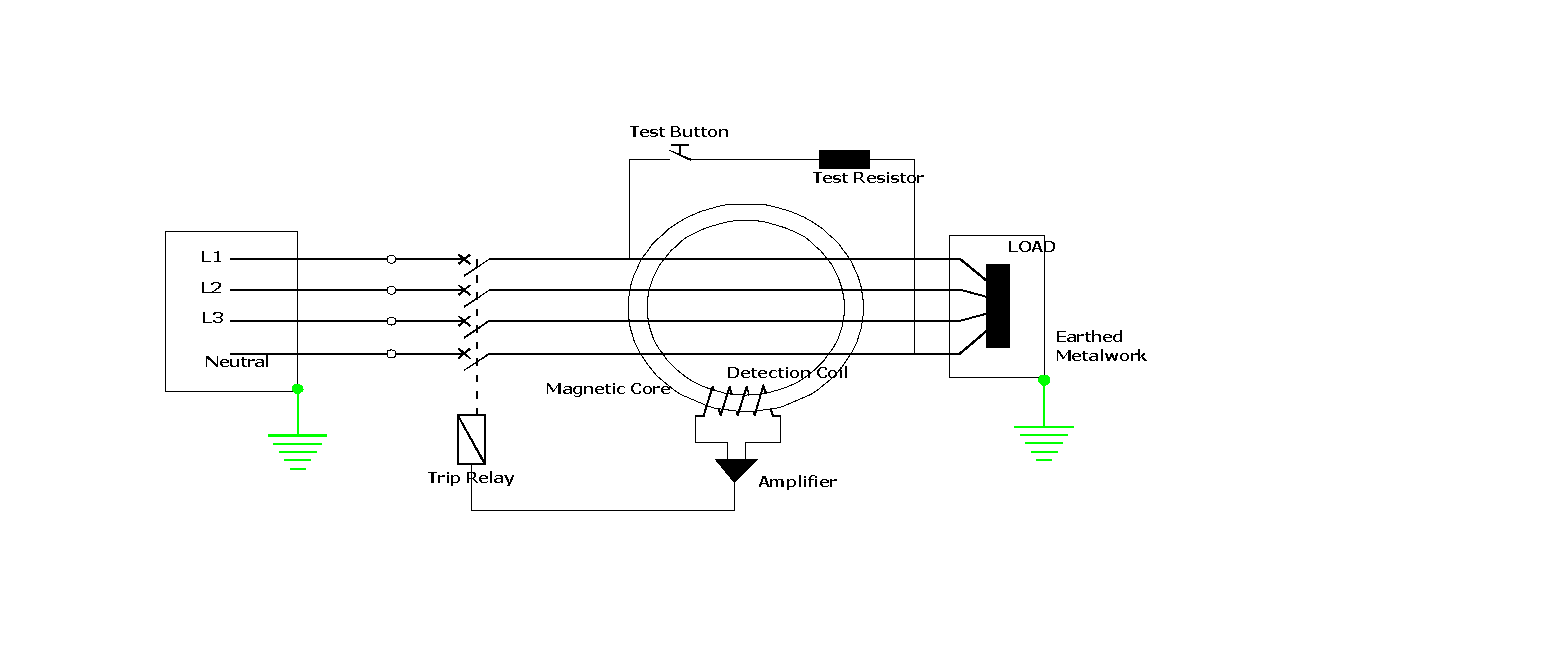 Test Button
Test Resistor
LOAD
L1
L2
L3
Neutral
Earthed
Metalwork
Detection Coil
Magnetic Core
Trip Relay
Amplifier